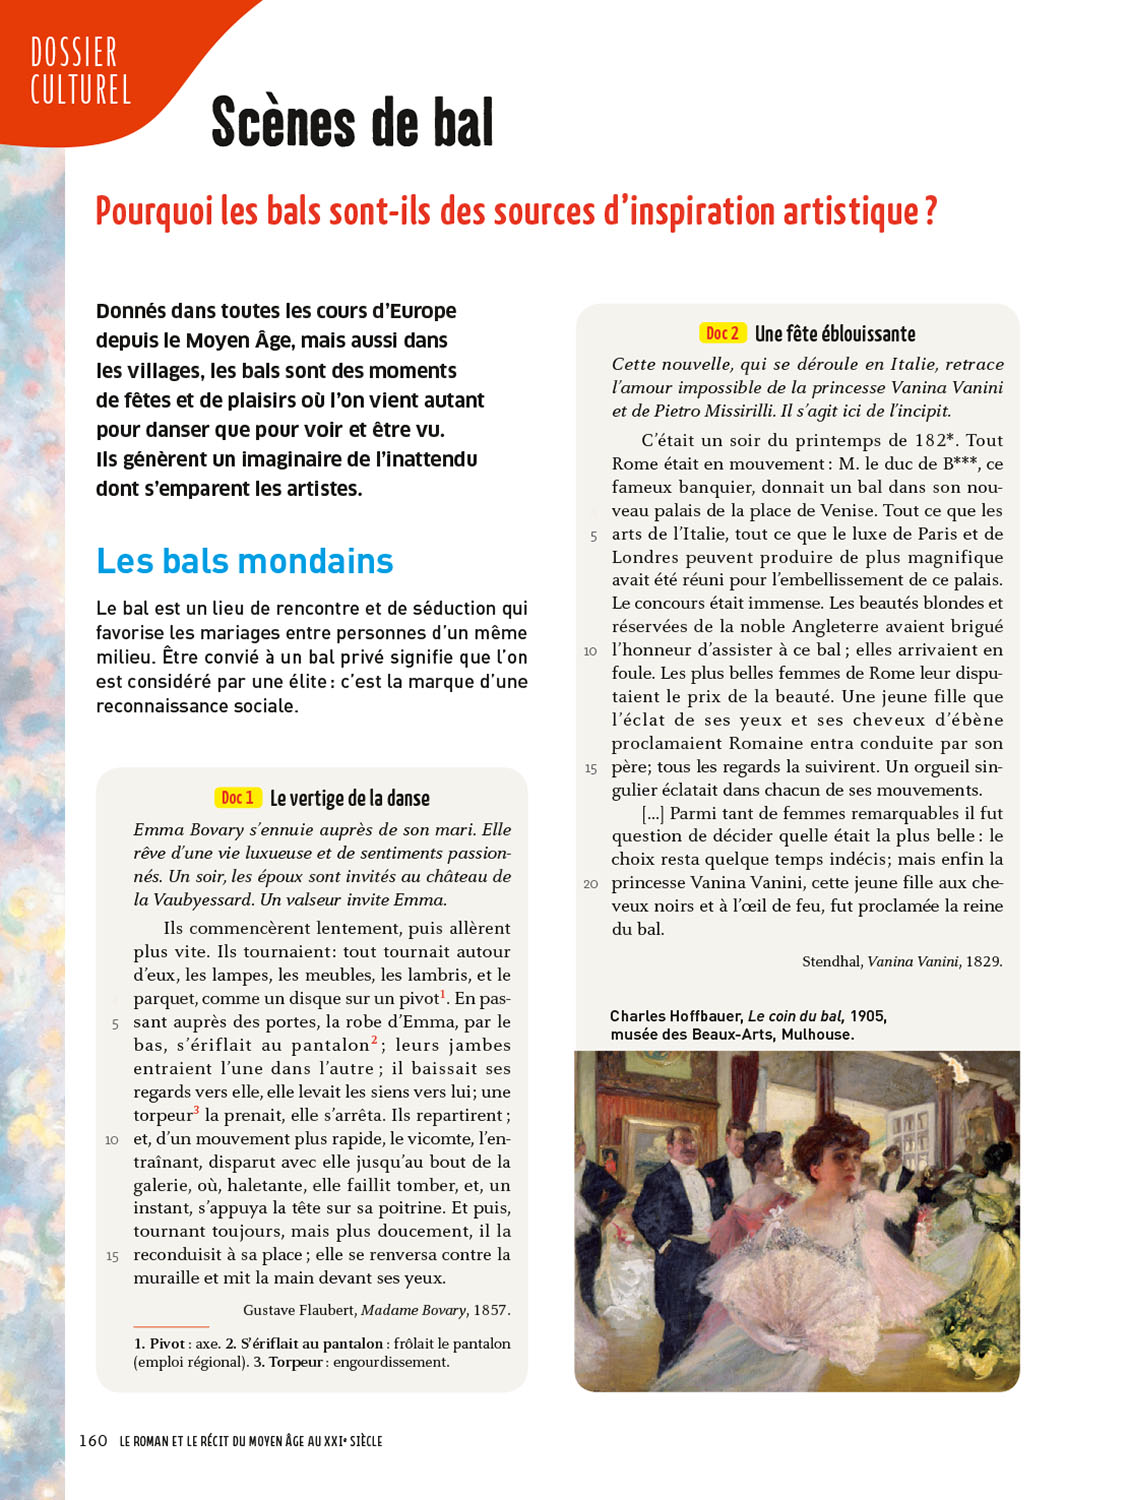 DOSSIER
CULTUREL
Scènes de bal
Pourquoi les bals sont-ils des sources d’inspiration artistique ?
Donnés dans toutes les cours d’Europe
depuis le Moyen Âge, mais aussi dans
les villages, les bals sont des moments
de fêtes et de plaisirs où l’on vient autant
pour danser que pour voir et être vu.
Ils génèrent un imaginaire de l’inattendu
dont s’emparent les artistes.
Les bals mondains
Le bal est un lieu de rencontre et de séduction qui
favorise les mariages entre personnes d’un même
milieu. Être convié à un bal privé signifie que l’on
est considéré par une élite : c’est la marque d’une
reconnaissance sociale.
Doc 1 Le vertige de la danse
Emma Bovary s’ennuie auprès de son mari. Elle
rêve d’une vie luxueuse et de sentiments passion-
nés. Un soir, les époux sont invités au château de
la Vaubyessard. Un valseur invite Emma.
Ils commencèrent lentement, puis allèrent
plus vite. Ils tournaient : tout tournait autour
d’eux, les lampes, les meubles, les lambris, et le
parquet, comme un disque sur un pivot1. En pas-
5 sant auprès des portes, la robe d’Emma, par le
bas, s’ériflait au pantalon2 ; leurs jambes
entraient l’une dans l’autre ; il baissait ses
regards vers elle, elle levait les siens vers lui ; une
torpeur3 la prenait, elle s’arrêta. Ils repartirent ;
10 et, d’un mouvement plus rapide, le vicomte, l’en-
traînant, disparut avec elle jusqu’au bout de la
galerie, où, haletante, elle faillit tomber, et, un
instant, s’appuya la tête sur sa poitrine. Et puis,
tournant toujours, mais plus doucement, il la
15 reconduisit à sa place ; elle se renversa contre la
muraille et mit la main devant ses yeux.
Gustave Flaubert, Madame Bovary, 1857.
1. Pivot : axe. 2. S’ériflait au pantalon : frôlait le pantalon
(emploi régional). 3. Torpeur : engourdissement.
Doc 2 Une fête éblouissante
Cette nouvelle, qui se déroule en Italie, retrace
l’amour impossible de la princesse Vanina Vanini
et de Pietro Missirilli. Il s’agit ici de l’incipit.
C’était un soir du printemps de 182*. Tout
Rome était en mouvement : M. le duc de B***, ce
fameux banquier, donnait un bal dans son nou-
veau palais de la place de Venise. Tout ce que les
5 arts de l’Italie, tout ce que le luxe de Paris et de
Londres peuvent produire de plus magnifique
avait été réuni pour l’embellissement de ce palais.
Le concours était immense. Les beautés blondes et
réservées de la noble Angleterre avaient brigué
10 l’honneur d’assister à ce bal ; elles arrivaient en
foule. Les plus belles femmes de Rome leur dispu-
taient le prix de la beauté. Une jeune fille que
l’éclat de ses yeux et ses cheveux d’ébène
proclamaient Romaine entra conduite par son
15 père ; tous les regards la suivirent. Un orgueil sin-
gulier éclatait dans chacun de ses mouvements.
[...] Parmi tant de femmes remarquables il fut
question de décider quelle était la plus belle : le
choix resta quelque temps indécis ; mais enfin la
20 princesse Vanina Vanini, cette jeune fille aux che-
veux noirs et à l’œil de feu, fut proclamée la reine
du bal.
Stendhal, Vanina Vanini, 1829.
Charles Hoffbauer, Le coin du bal, 1905,
musée des Beaux-Arts, Mulhouse.
160 LE ROMAN ET LE RÉCIT DU MOYEN ÂGE AU XXIe SIÈCLE